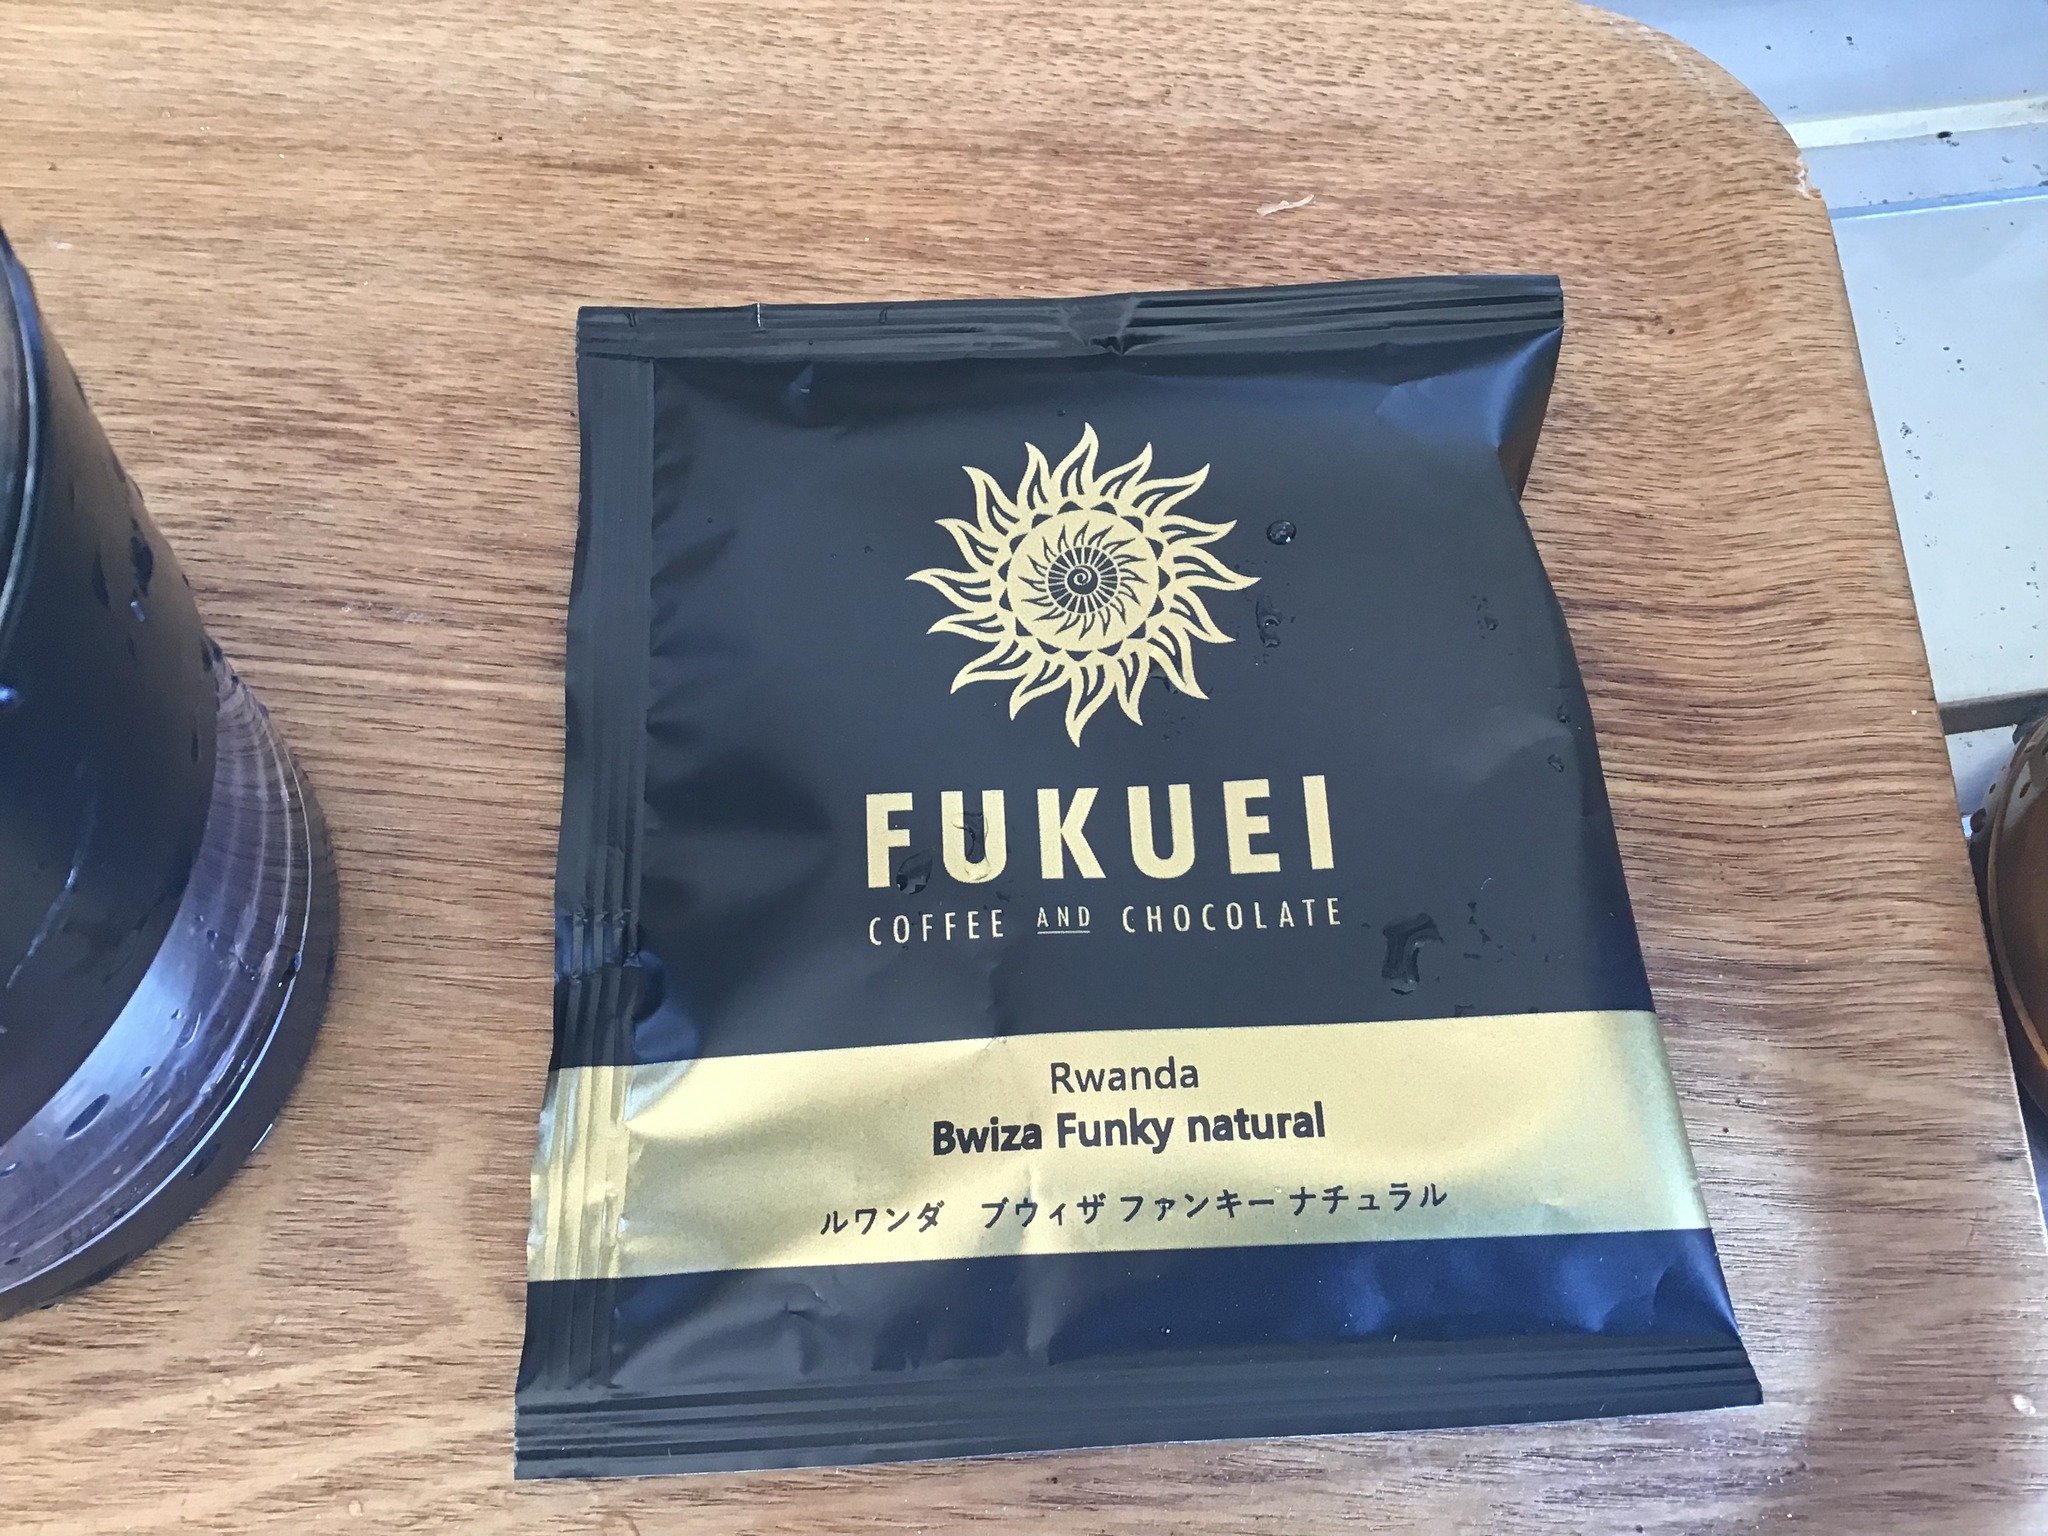 FUKUEI
COFFEE AND CHOCOLATE
Rwanda
Bwiza Funky natural
ルワンダ　ブウィザ ファンキー ナチュラル